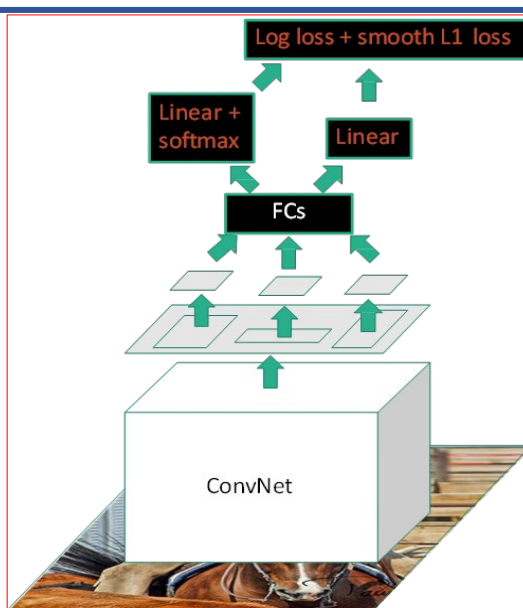 Log loss + smooth L1 loss
Linear +
softmax
Linear
FCs
ConvNet